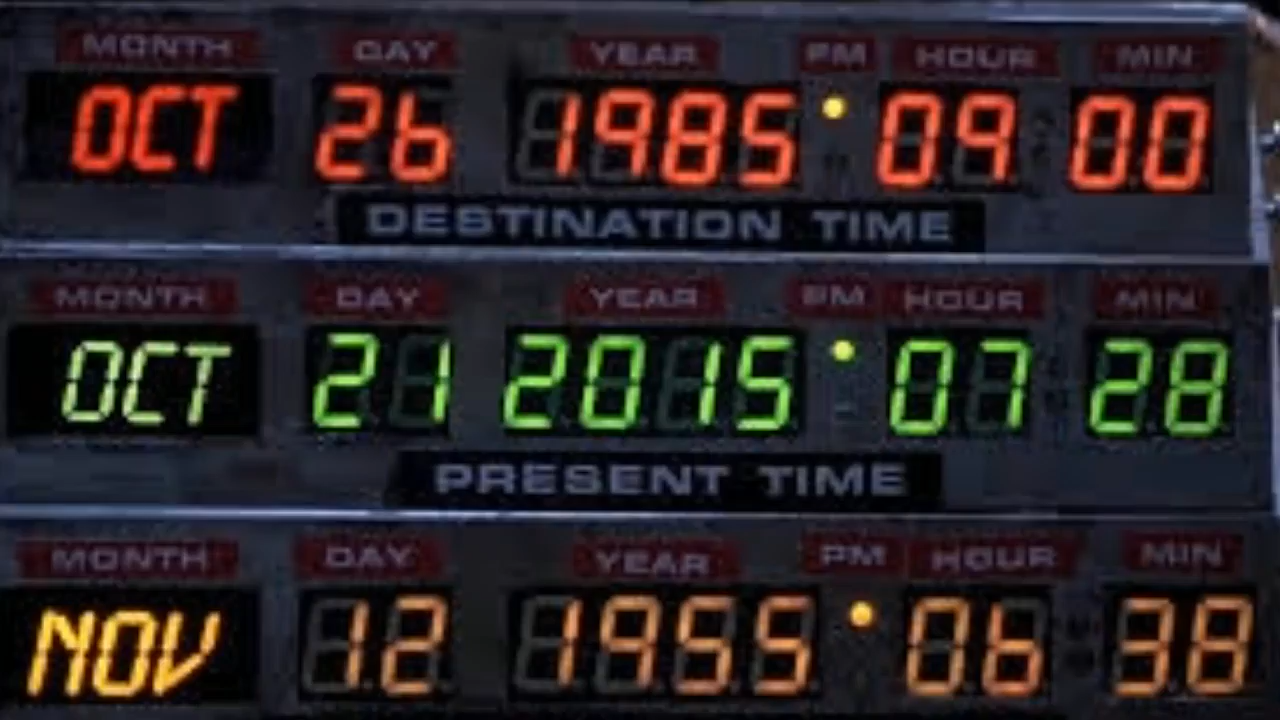 MONTH DAY YEAR PM HOUR MIN
OCT 26 1985 09 00
DESTINATION TIME
MONTH DAY YEAR PM HOUR MIN
OCT 21 2015 07 28
PRESENT TIME
MONTH DAY YEAR PM HOUR MIN
NOV 12 1955 06 38